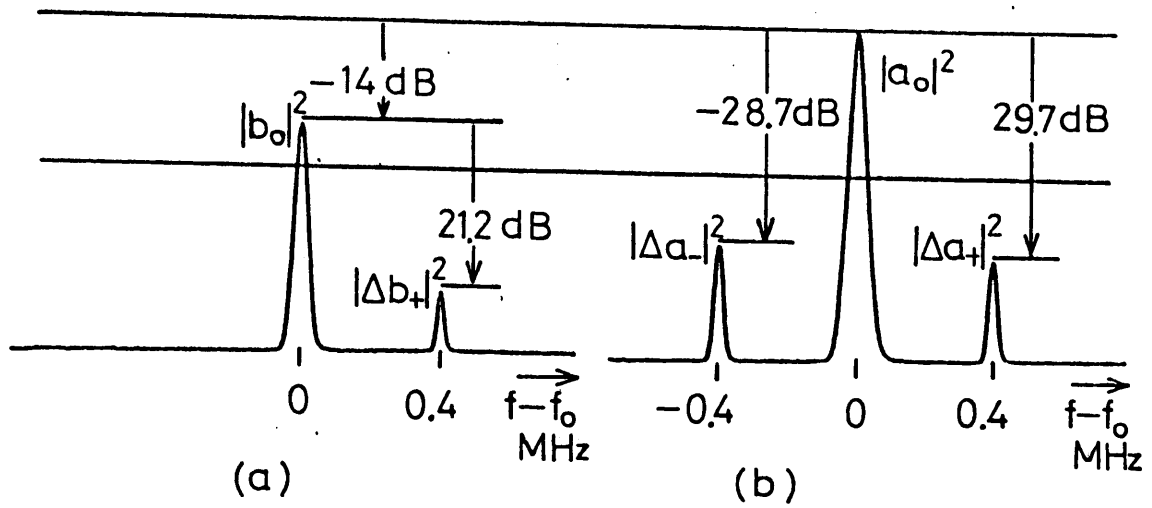 −14 dB
|b₀|²
21.2 dB
|Δb₊|²
0
0.4
f−f₀
MHz
(a)
|a₀|²
−28.7dB
29.7dB
|Δa₋|²
|Δa₊|²
−0.4
0
0.4
f−f₀
MHz
(b)